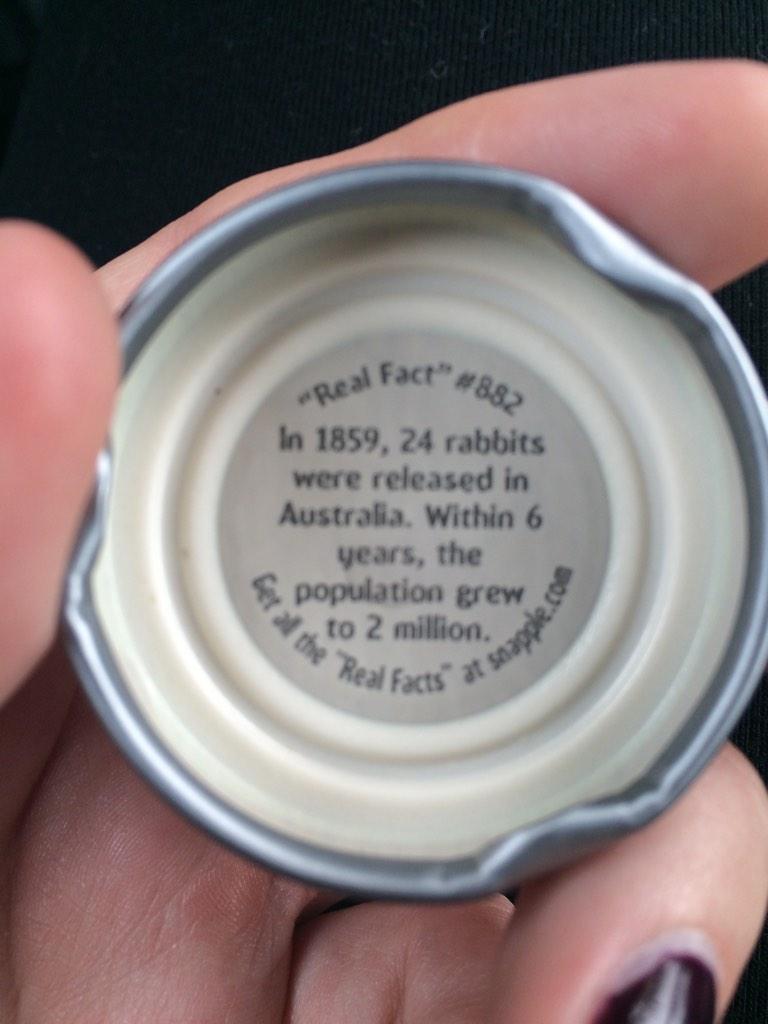 "Real Fact" #882
In 1859, 24 rabbits
were released in
Australia. Within 6
years, the
population grew
to 2 million.
Get all the "Real Facts" at snapple.com